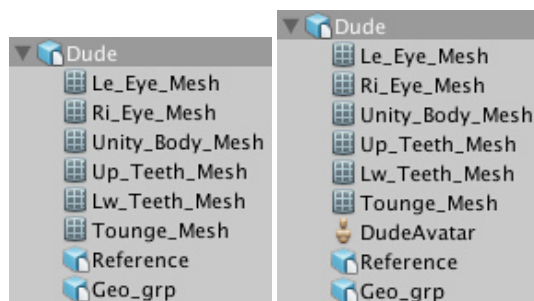 Dude
Le_Eye_Mesh
Ri_Eye_Mesh
Unity_Body_Mesh
Up_Teeth_Mesh
Lw_Teeth_Mesh
Tounge_Mesh
Reference
Geo_grp
Dude
Le_Eye_Mesh
Ri_Eye_Mesh
Unity_Body_Mesh
Up_Teeth_Mesh
Lw_Teeth_Mesh
Tounge_Mesh
DudeAvatar
Reference
Geo_grp